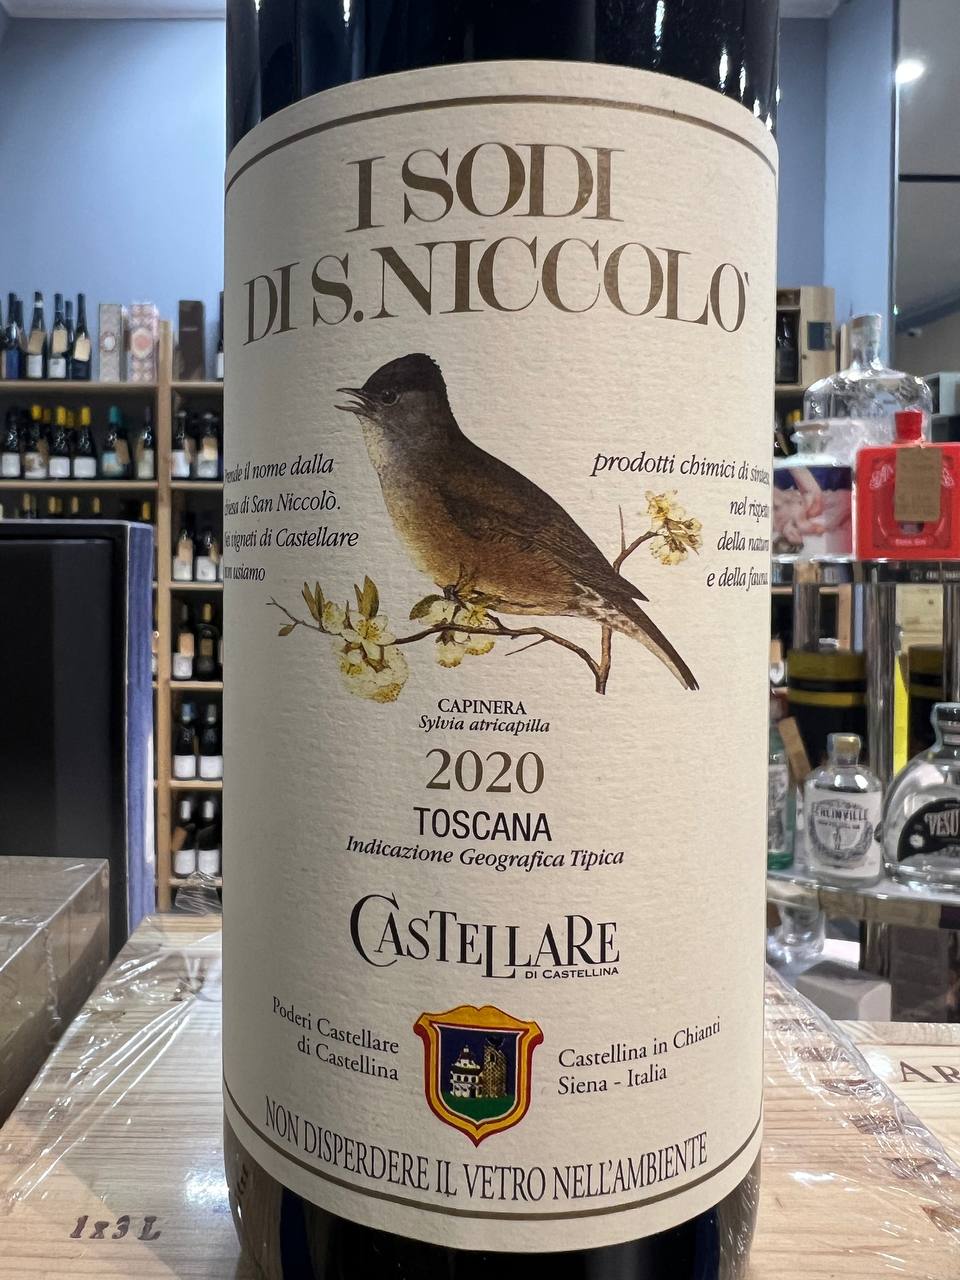 I SODI
DI S. NICCOLO'
Prende il nome dalla
chiesa di San Niccolò.
Nei vigneti di Castellare
non usiamo
prodotti chimici di sintesi,
nel rispetto
della natura
e della fauna.
CAPINERA
Sylvia atricapilla
2020
TOSCANA
Indicazione Geografica Tipica
CASTELLARE
DI CASTELLINA
Poderi Castellare
di Castellina
Castellina in Chianti
Siena - Italia
NON DISPERDERE IL VETRO NELL'AMBIENTE
1x3 L
AR
VESU